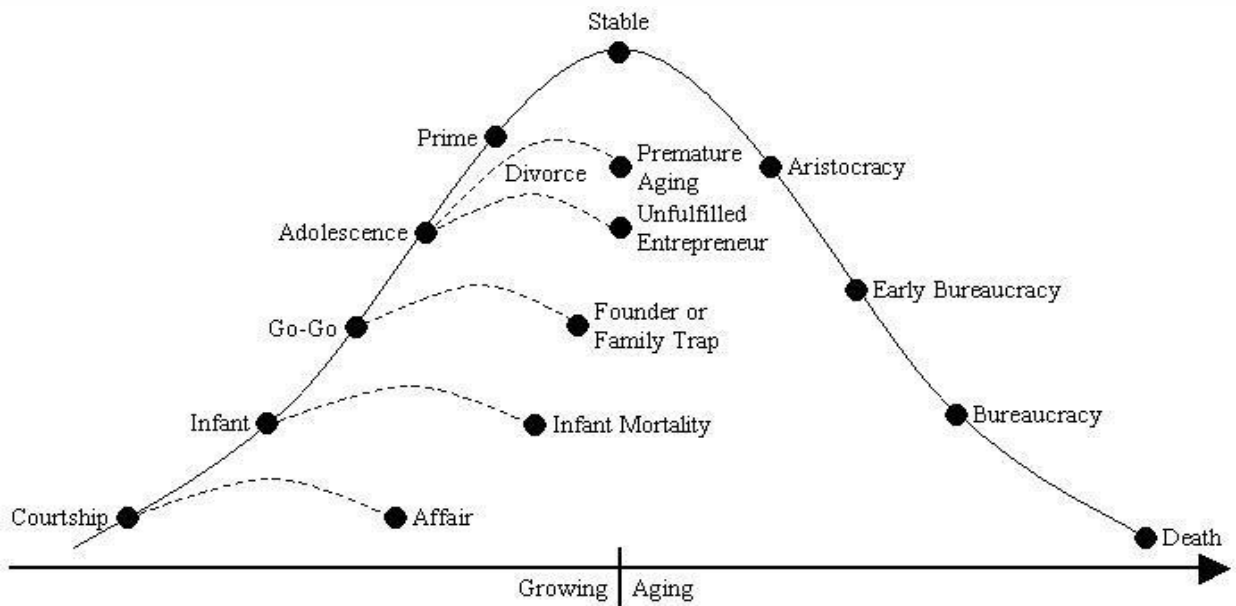 Stable
Prime
Premature
Aging
Divorce
Aristocracy
Unfulfilled
Entrepreneur
Adolescence
Early Bureaucracy
Founder or
Family Trap
Go-Go
Bureaucracy
Infant
Infant Mortality
Courtship
Affair
Death
Growing
Aging